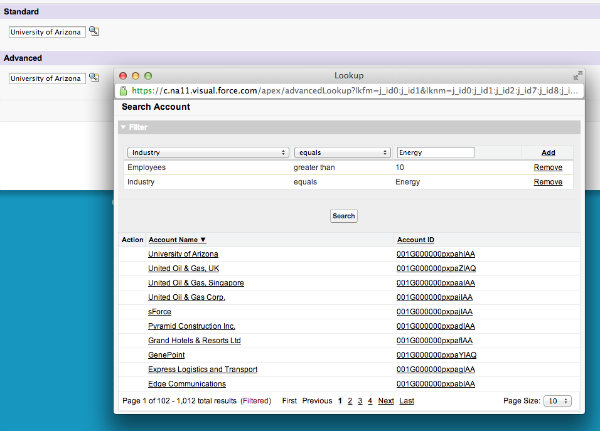 Standard
University of Arizona
Advanced
University of Arizona
Lookup
https://c.na11.visual.force.com/apex/advancedLookup?lkfm=j_id0:j_id1&lknm=j_id0:j_id1:j_id2:j_id7:j_id8:j_i...
Search Account
Filter
Industry equals Energy Add
Employees greater than 10 Remove
Industry equals Energy Remove
Search
Action Account Name ▼ Account ID
University of Arizona 001G000000pxpahIAA
United Oil & Gas, UK 001G000000pxpaZIAQ
United Oil & Gas, Singapore 001G000000pxpaaIAA
United Oil & Gas Corp. 001G000000pxpaiIAA
sForce 001G000000pxpajIAA
Pyramid Construction Inc. 001G000000pxpadIAA
Grand Hotels & Resorts Ltd 001G000000pxpafIAA
GenePoint 001G000000pxpaYIAQ
Express Logistics and Transport 001G000000pxpagIAA
Edge Communications 001G000000pxpabIAA
Page 1 of 102 - 1,012 total results (Filtered) First Previous 1 2 3 4 Next Last Page Size: 10